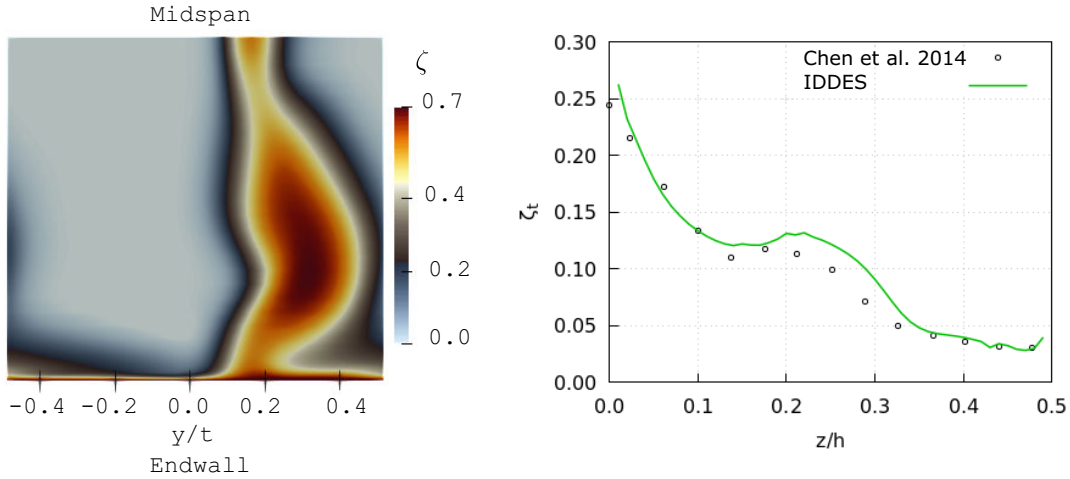 Midspan
ζ
0.7
0.4
0.2
0.0
-0.4 -0.2 0.0 0.2 0.4
y/t
Endwall
Chen et al. 2014
IDDES
0.30
0.25
0.20
0.15
0.10
0.05
0.00
ζt
0.0 0.1 0.2 0.3 0.4 0.5
z/h